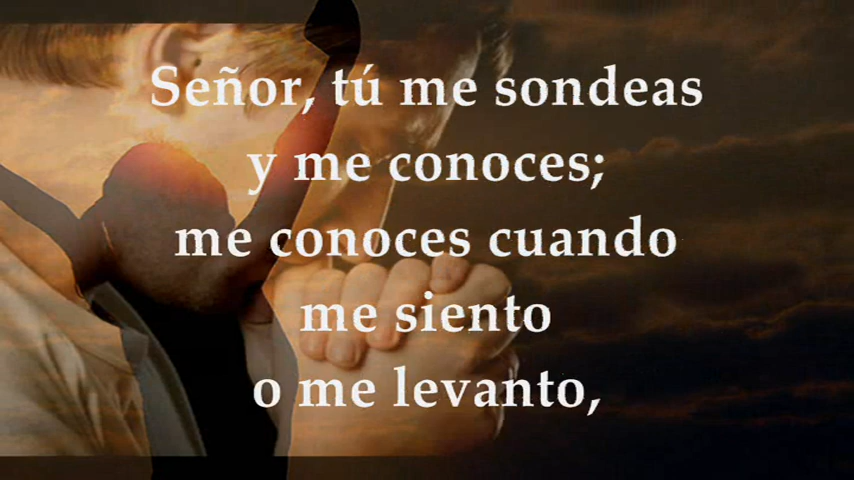 Señor, tú me sondeas
y me conoces;
me conoces cuando
me siento
o me levanto,